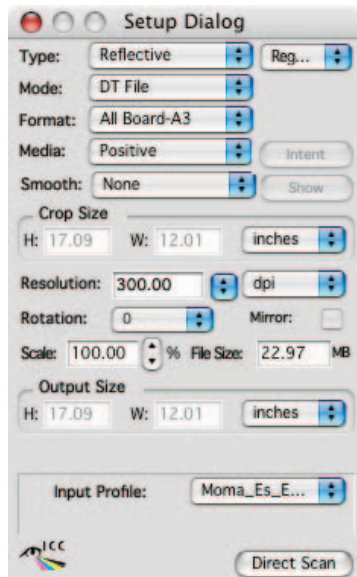 Setup Dialog
Type: Reflective Reg...
Mode: DT File
Format: All Board-A3
Media: Positive Intent
Smooth: None Show
Crop Size
H: 17.09 W: 12.01 inches
Resolution: 300.00 dpi
Rotation: 0 Mirror:
Scale: 100.00 % File Size: 22.97 MB
Output Size
H: 17.09 W: 12.01 inches
Input Profile: Moma_Es_E...
ICC Direct Scan